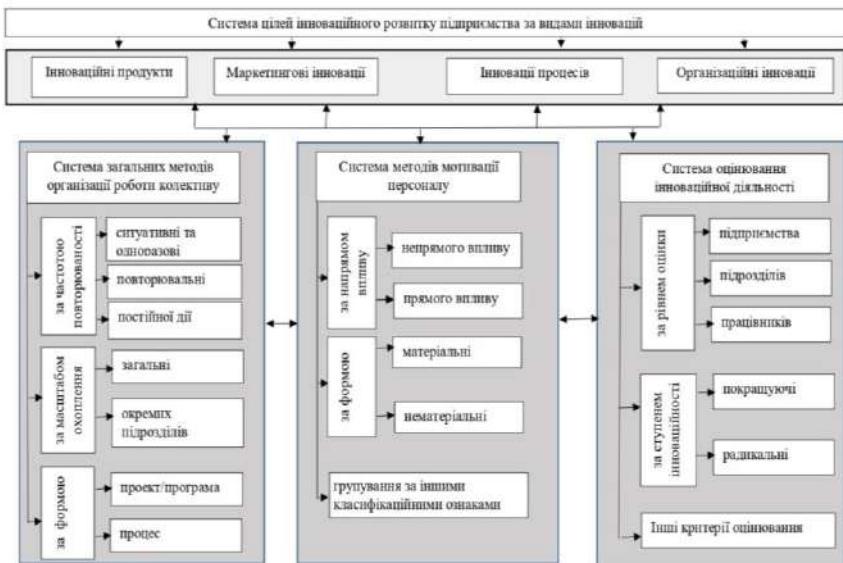 Система цілей інноваційного розвитку підприємства за видами інновацій
Інноваційні продукти
Маркетингові інновації
Інновації процесів
Організаційні інновації
Система загальних методів
організації роботи колективу
за частотою
повторюваності
ситуативні та
одноразові
повторювальні
постійної дії
за масштабом
охоплення
загальні
окремих
підрозділів
за формою
проект/програма
процес
Система методів мотивації
персоналу
за напрямом
впливу
непрямого впливу
прямого впливу
за формою
матеріальні
нематеріальні
групування за іншими
класифікаційними ознаками
Система оцінювання
інноваційної діяльності
за рівнем оцінки
підприємства
підрозділів
працівників
за ступенем
інноваційності
покращуючі
радикальні
Інші критерії оцінювання